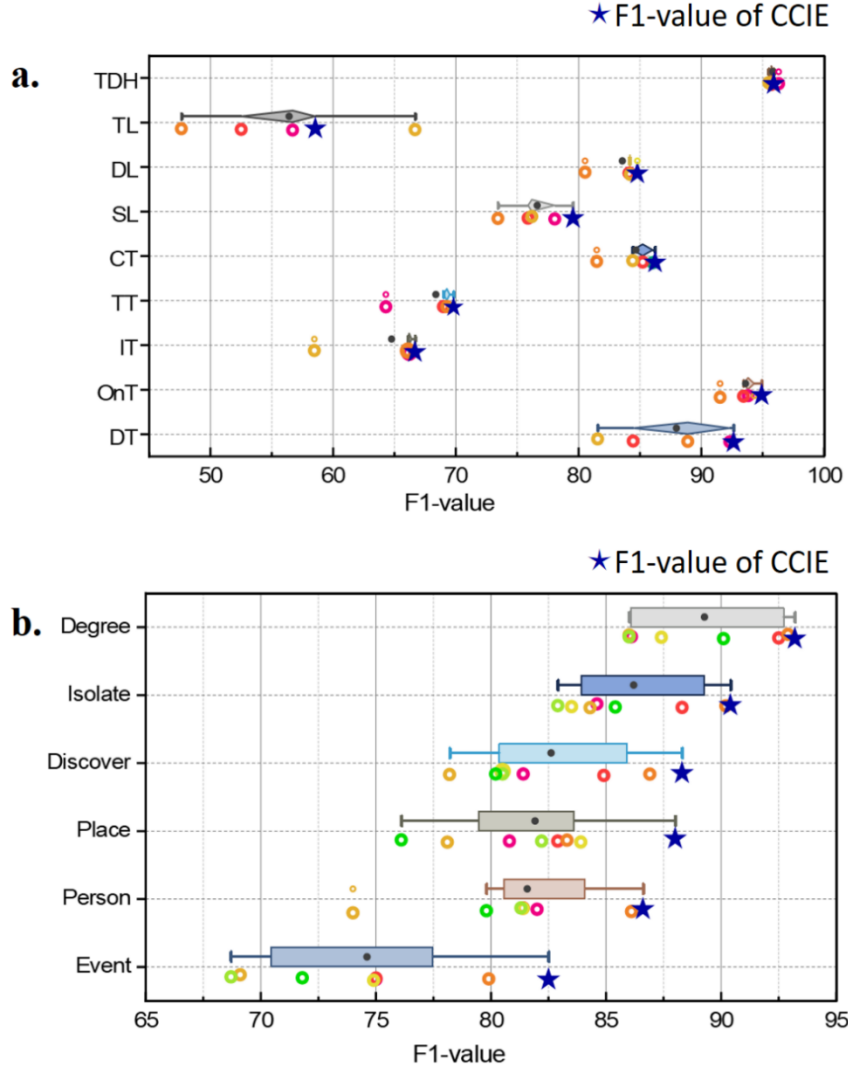 ★ F1-value of CCIE
a.
TDH
TL
DL
SL
CT
TT
IT
OnT
DT
50 60 70 80 90 100
F1-value
★ F1-value of CCIE
b.
Degree
Isolate
Discover
Place
Person
Event
65 70 75 80 85 90 95
F1-value